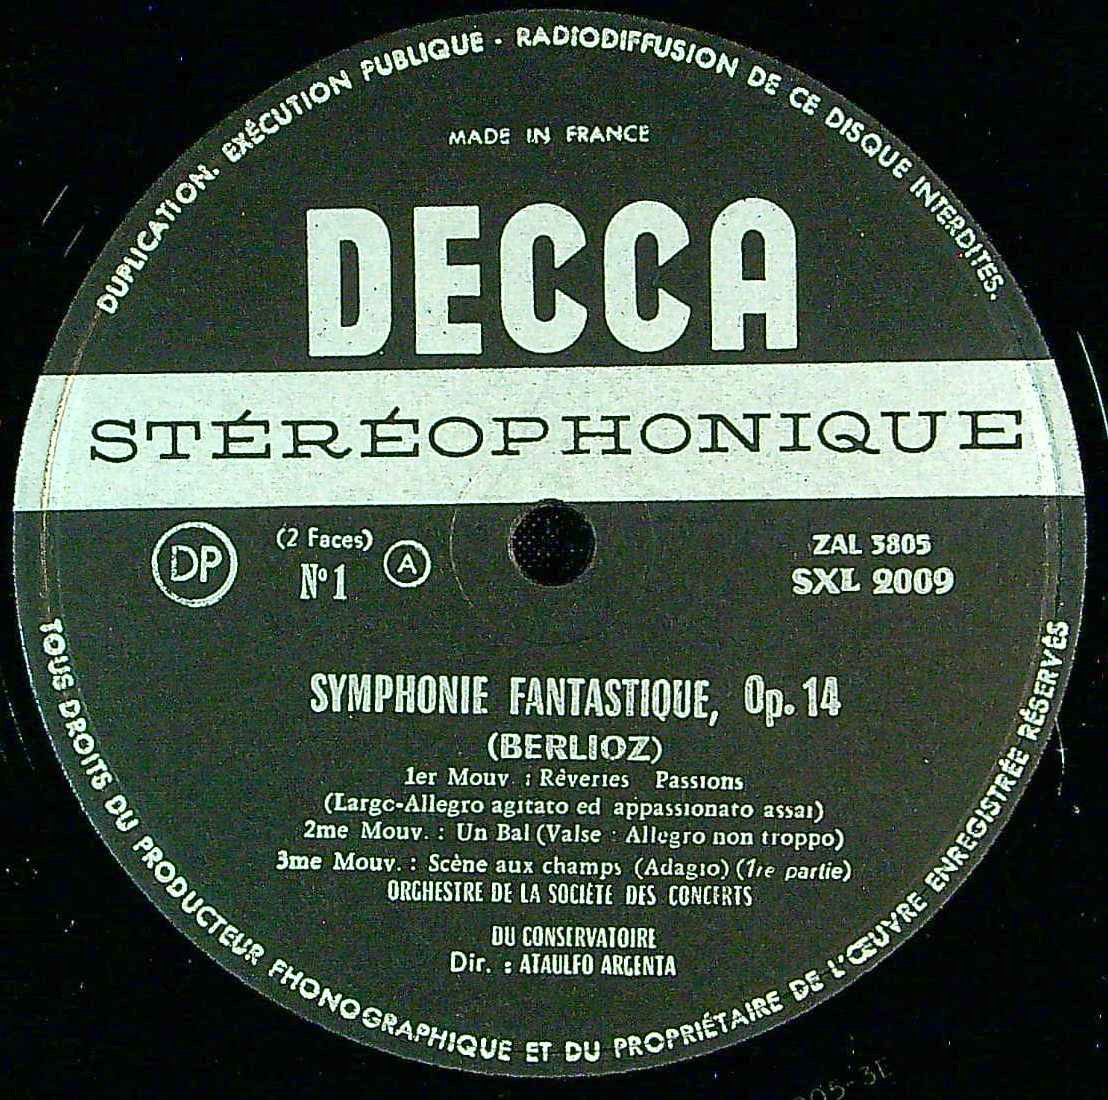 DUPLICATION. EXÉCUTION PUBLIQUE - RADIODIFFUSION DE CE DISQUE INTERDITES.
MADE IN FRANCE
DECCA
STÉRÉOPHONIQUE
DP
(2 Faces)
Nº 1
A
ZAL 3805
SXL 2009
SYMPHONIE FANTASTIQUE, Op. 14
(BERLIOZ)
1er Mouv : Rêveries Passions
(Largo-Allegro agitato ed appassionato assai)
2me Mouv. : Un Bal (Valse · Allegro non troppo)
3me Mouv. : Scène aux champs (Adagio) (1re partie)
ORCHESTRE DE LA SOCIÉTÉ DES CONCERTS
DU CONSERVATOIRE
Dir. : ATAULFO ARGENTA
TOUS DROITS DU PRODUCTEUR PHONOGRAPHIQUE ET DU PROPRIÉTAIRE DE L'ŒUVRE ENREGISTRÉE RÉSERVÉS